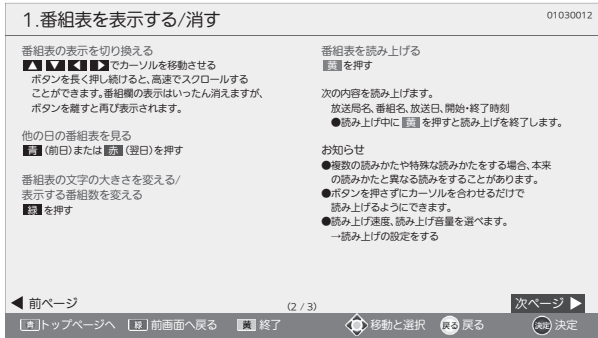 1.番組表を表示する/消す
01030012
番組表の表示を切り換える
▲ ▼ ◀ ▶ でカーソルを移動させる
ボタンを長く押し続けると、高速でスクロールする
ことができます。番組欄の表示はいったん消えますが、
ボタンを離すと再び表示されます。
他の日の番組表を見る
青 (前日)または 赤 (翌日)を押す
番組表の文字の大きさを変える/
表示する番組数を変える
緑 を押す
番組表を読み上げる
黄 を押す
次の内容を読み上げます。
放送局名、番組名、放送日、開始・終了時刻
●読み上げ中に 黄 を押すと読み上げを終了します。
お知らせ
●複数の読みかたや特殊な読みかたをする場合、本来
の読みかたと異なる読みをすることがあります。
●ボタンを押さずにカーソルを合わせるだけで
読み上げるようにできます。
●読み上げ速度、読み上げ音量を選べます。
→読み上げの設定をする
◀ 前ページ
(2 / 3)
次ページ ▶
青 トップページへ 緑 前画面へ戻る 黄 終了 移動と選択 戻る 戻る 決定 決定